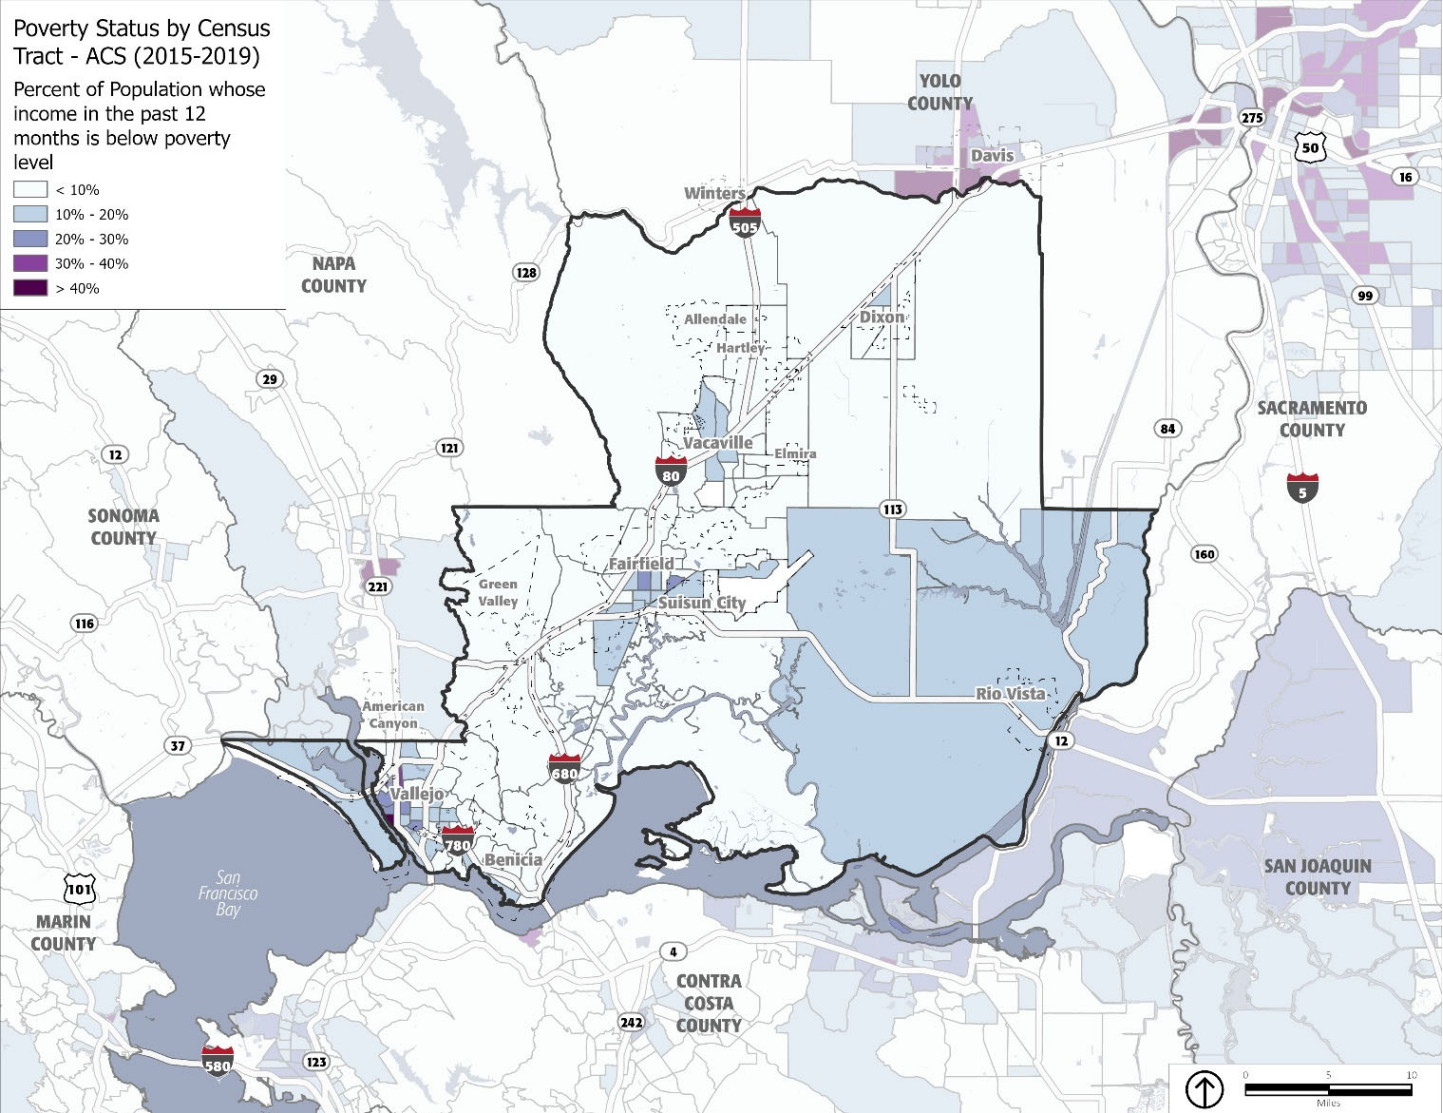 Poverty Status by Census
Tract - ACS (2015-2019)
Percent of Population whose
income in the past 12
months is below poverty
level
< 10%
10% - 20%
20% - 30%
30% - 40%
> 40%
YOLO
COUNTY
275
50
Davis
16
Winters
505
NAPA
COUNTY
128
99
Allendale
Dixon
Hartley
29
SACRAMENTO
COUNTY
84
12
121
Vacaville
Elmira
80
5
SONOMA
COUNTY
113
160
Fairfield
221
Green
Valley
Suisun City
116
Rio Vista
American
Canyon
37
12
680
Vallejo
780
Benicia
SAN JOAQUIN
COUNTY
San
Francisco
Bay
101
MARIN
COUNTY
4
CONTRA
COSTA
COUNTY
242
580
123
0 5 10
Miles